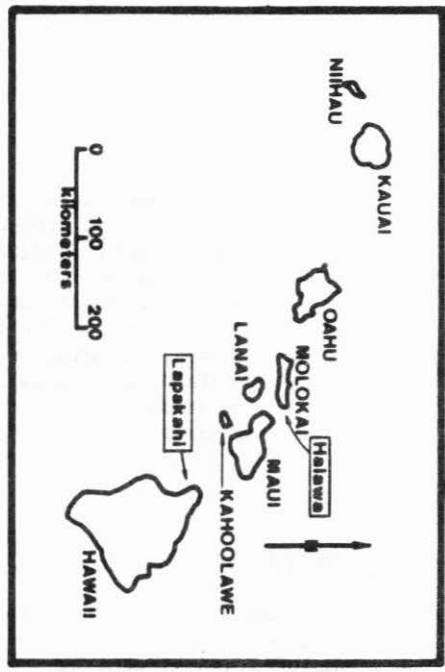 KAUAI
NIIHAU
OAHU
MOLOKAI
Halawa
LANAI
MAUI
KAHOOLAWE
Lapakahi
HAWAII
0 100 200
kilometers